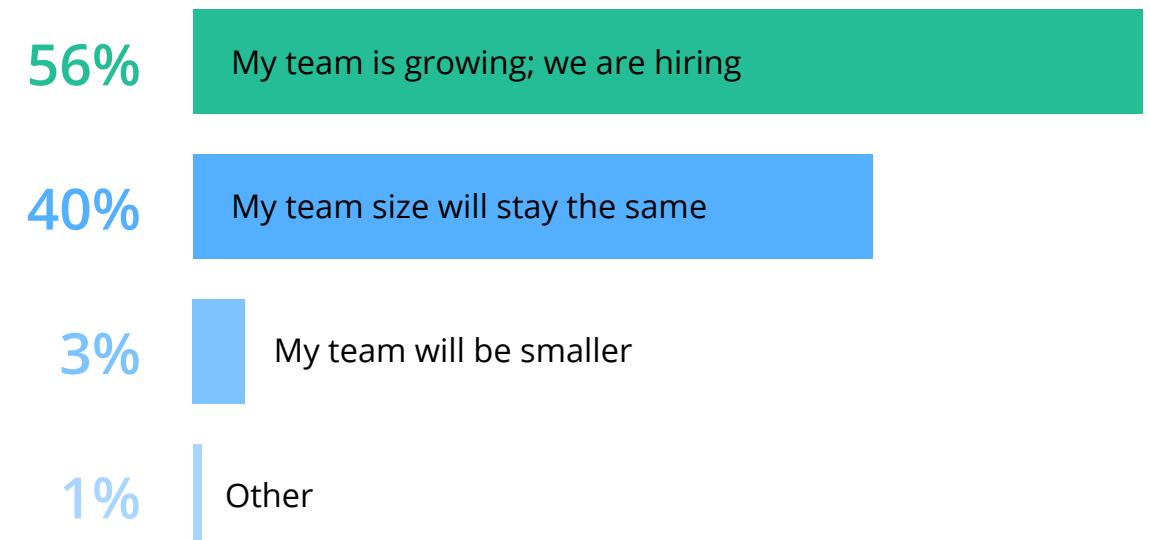 56% My team is growing; we are hiring
40% My team size will stay the same
3% My team will be smaller
1% Other